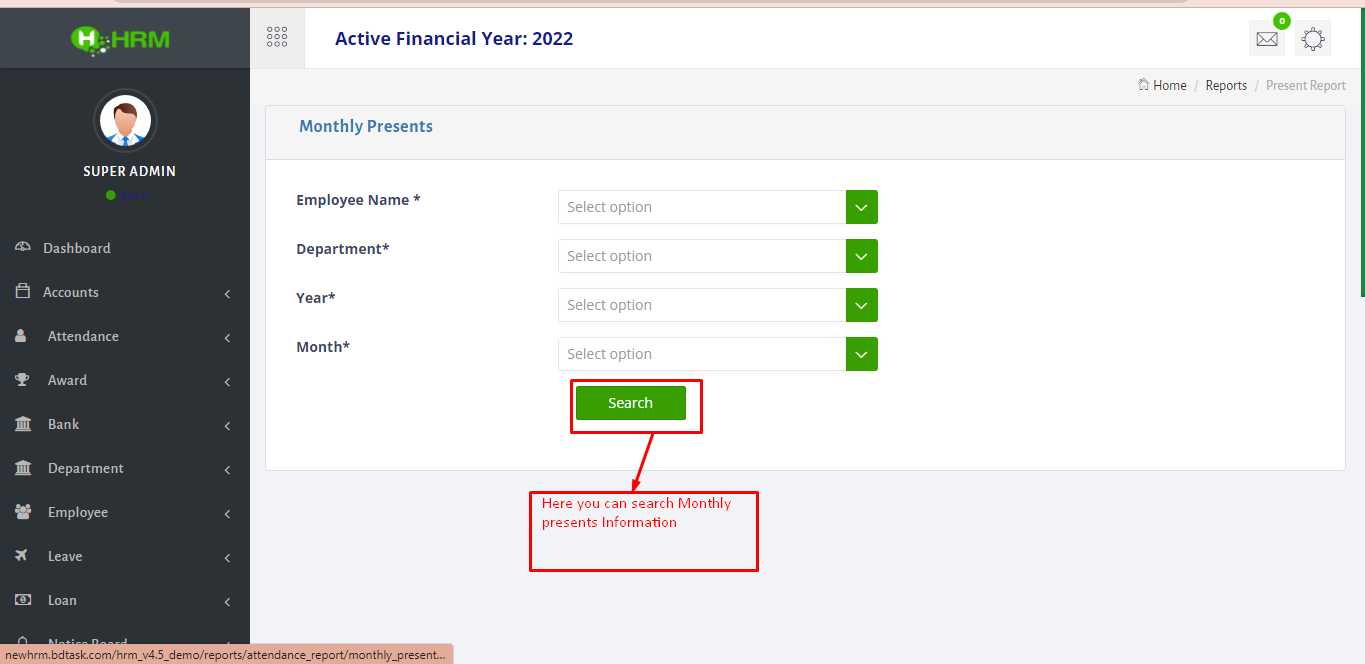 HRM
Active Financial Year: 2022
0
Home / Reports / Present Report
Monthly Presents
SUPER ADMIN
Dashboard
Accounts
Attendance
Award
Bank
Department
Employee
Leave
Loan
Notice Board
Employee Name *
Select option
Department*
Select option
Year*
Select option
Month*
Select option
Search
Here you can search Monthly
presents Information
newhrm.bdtask.com/hrm_v4.5_demo/reports/attendance_report/monthly_present...